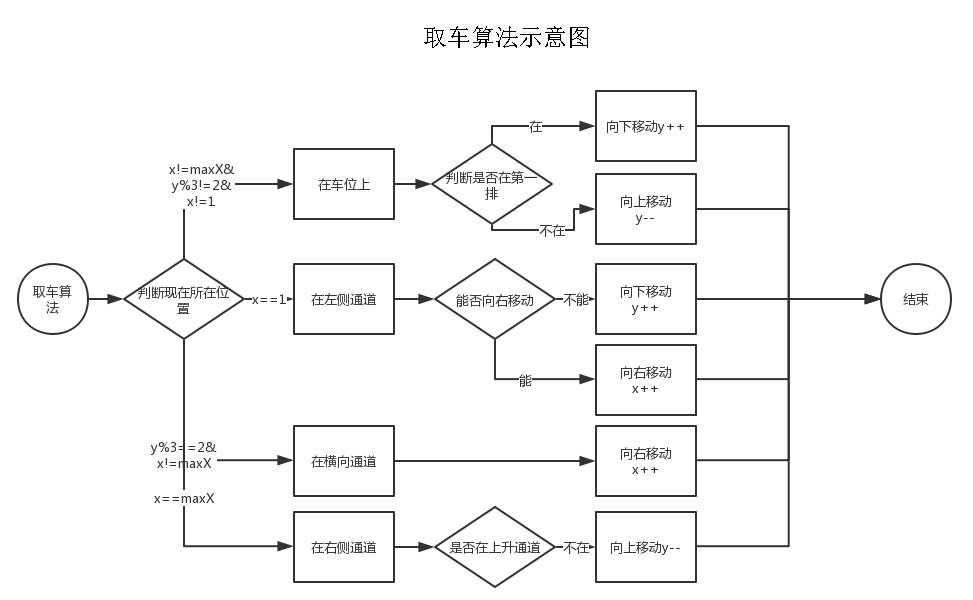 取车算法示意图
x!=maxX&
y%3!=2&
x!=1
在车位上
判断是否在第一
排
在
不在
向下移动y++
向上移动
y--
取车算
法
判断现在所在位
置
x==1
在左侧通道
能否向右移动
不能
能
向下移动
y++
向右移动
x++
结束
y%3==2&
x!=maxX
在横向通道
向右移动
x++
x==maxX
在右侧通道
是否在上升通道
不在
向上移动y--